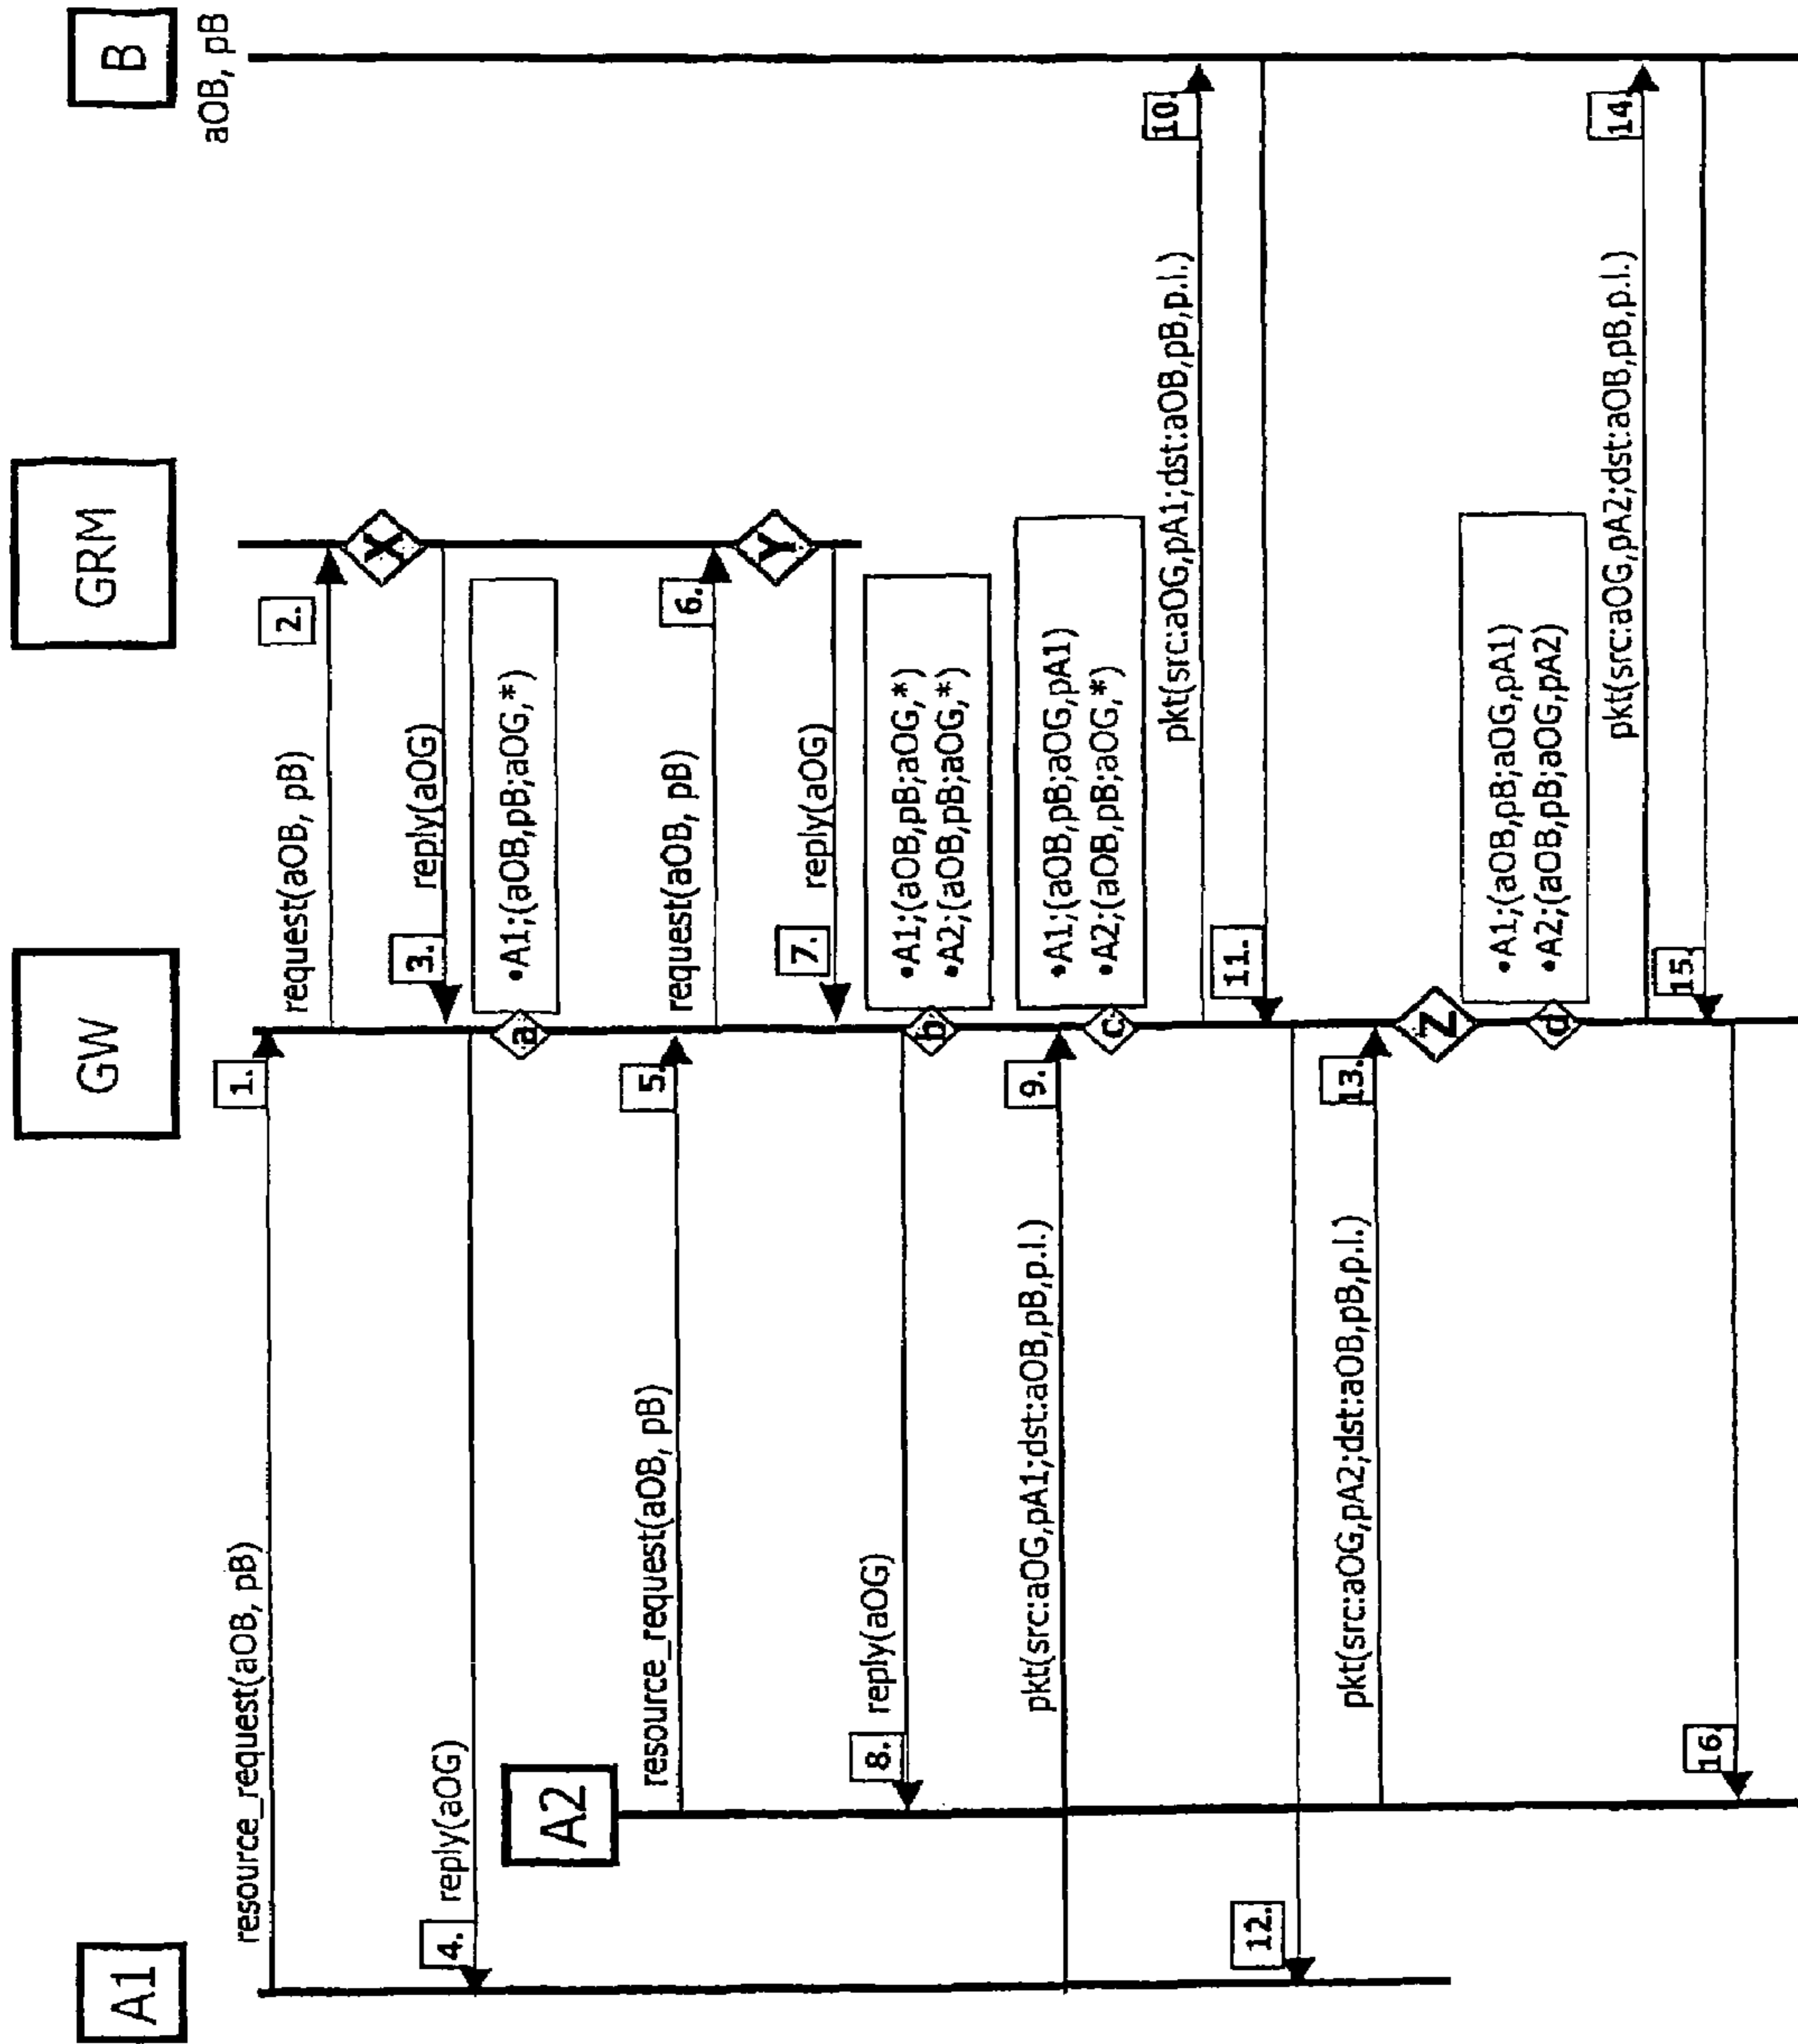 A1
GW
GRM
B
aOB, pB
resource_request(aOB, pB)
1.
request(aOB, pB)
2.
X
3.
reply(aOG)
4.
reply(aOG)
a
•A1;(aOB,pB;aOG,*)
A2
resource_request(aOB, pB)
5.
request(aOB, pB)
6.
Y
7.
reply(aOG)
8.
reply(aOG)
b
•A1;(aOB,pB;aOG,*)
•A2;(aOB,pB;aOG,*)
pkt(src:aOG,pA1;dst:aOB,pB,p.l.)
9.
c
•A1;(aOB,pB;aOG,pA1)
•A2;(aOB,pB;aOG,*)
pkt(src:aOG,pA1;dst:aOB,pB,p.l.)
10.
11.
12.
pkt(src:aOG,pA2;dst:aOB,pB,p.l.)
13.
Z
d
•A1;(aOB,pB;aOG,pA1)
•A2;(aOB,pB;aOG,pA2)
pkt(src:aOG,pA2;dst:aOB,pB,p.l.)
14.
15.
16.